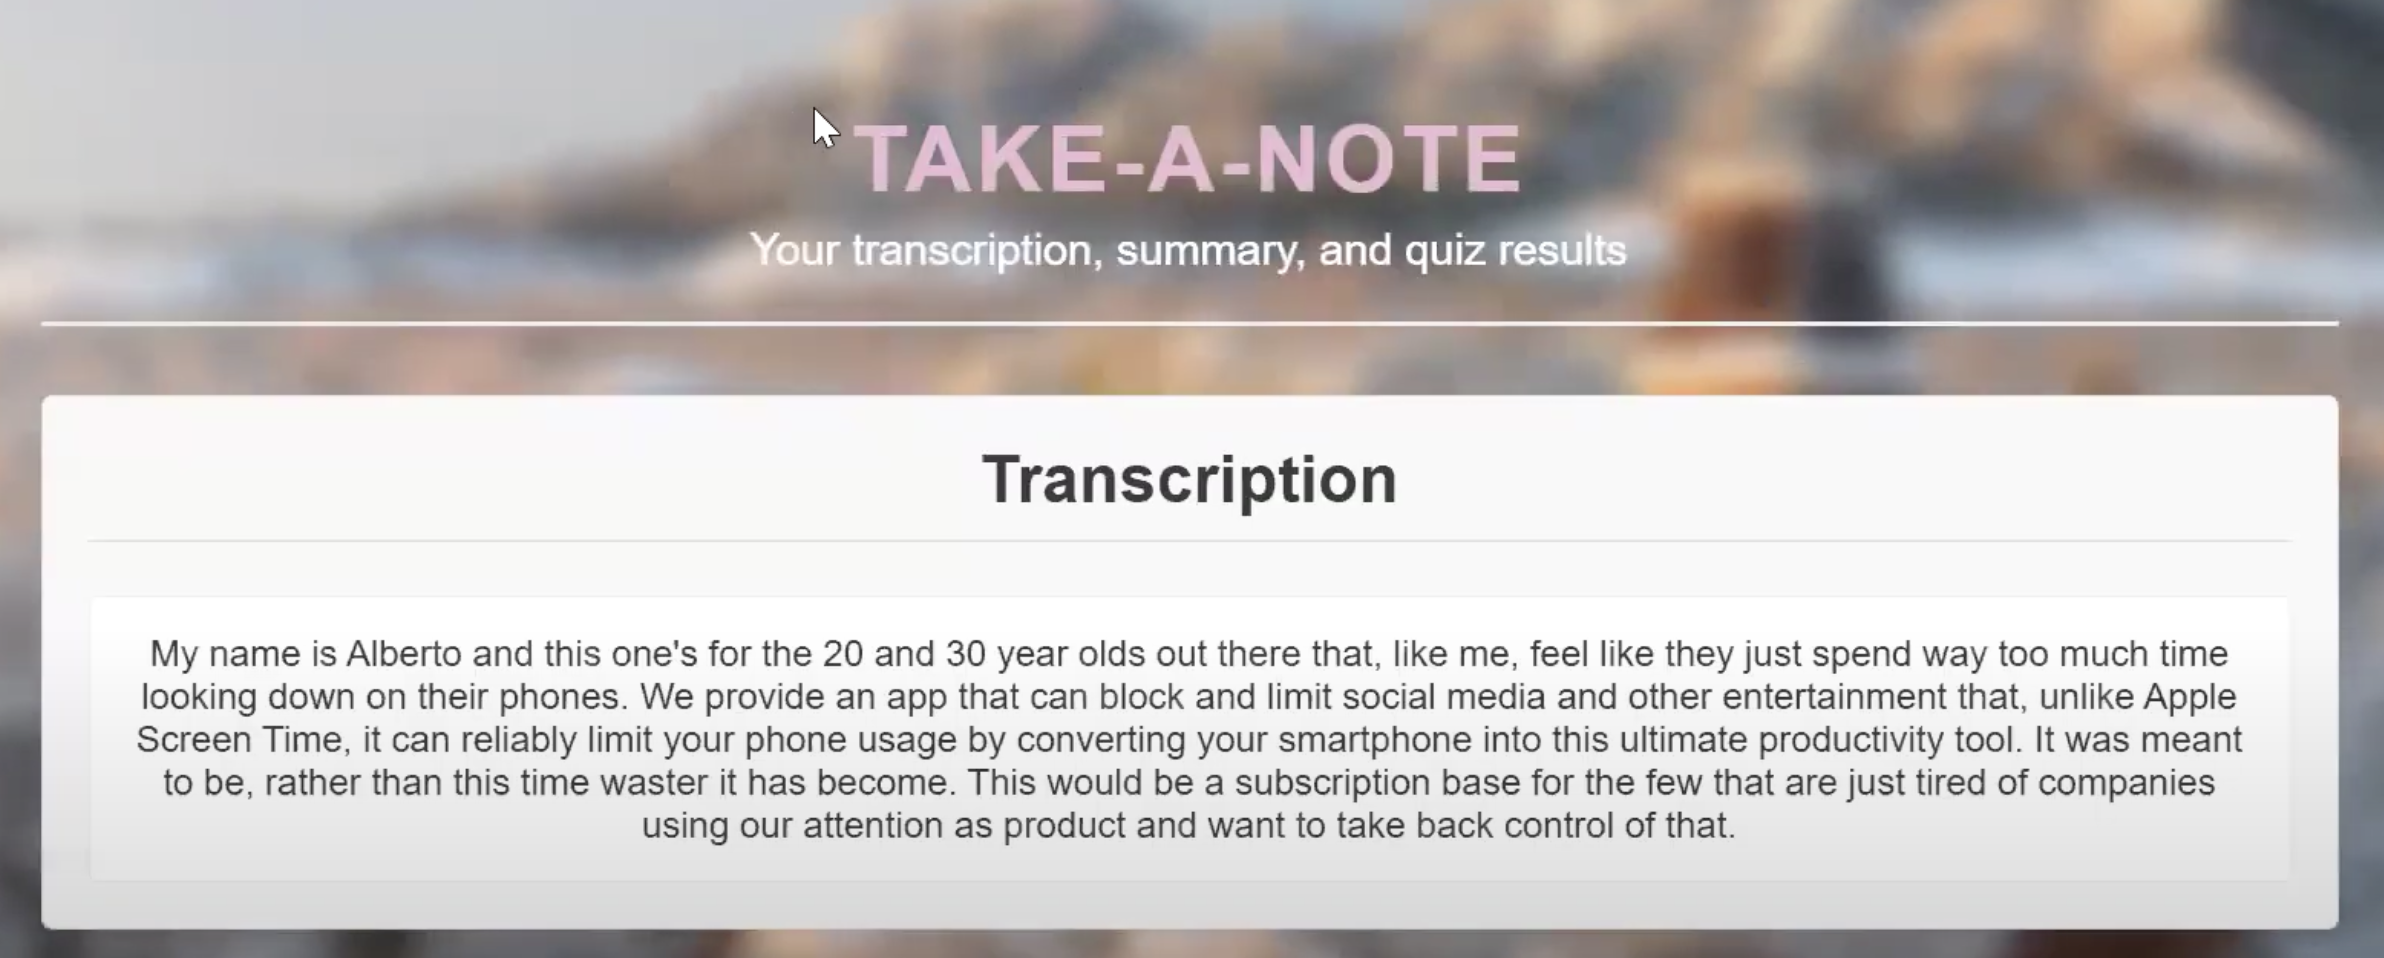 TAKE-A-NOTE
Your transcription, summary, and quiz results
Transcription
My name is Alberto and this one's for the 20 and 30 year olds out there that, like me, feel like they just spend way too much time
looking down on their phones. We provide an app that can block and limit social media and other entertainment that, unlike Apple
Screen Time, it can reliably limit your phone usage by converting your smartphone into this ultimate productivity tool. It was meant
to be, rather than this time waster it has become. This would be a subscription base for the few that are just tired of companies
using our attention as product and want to take back control of that.